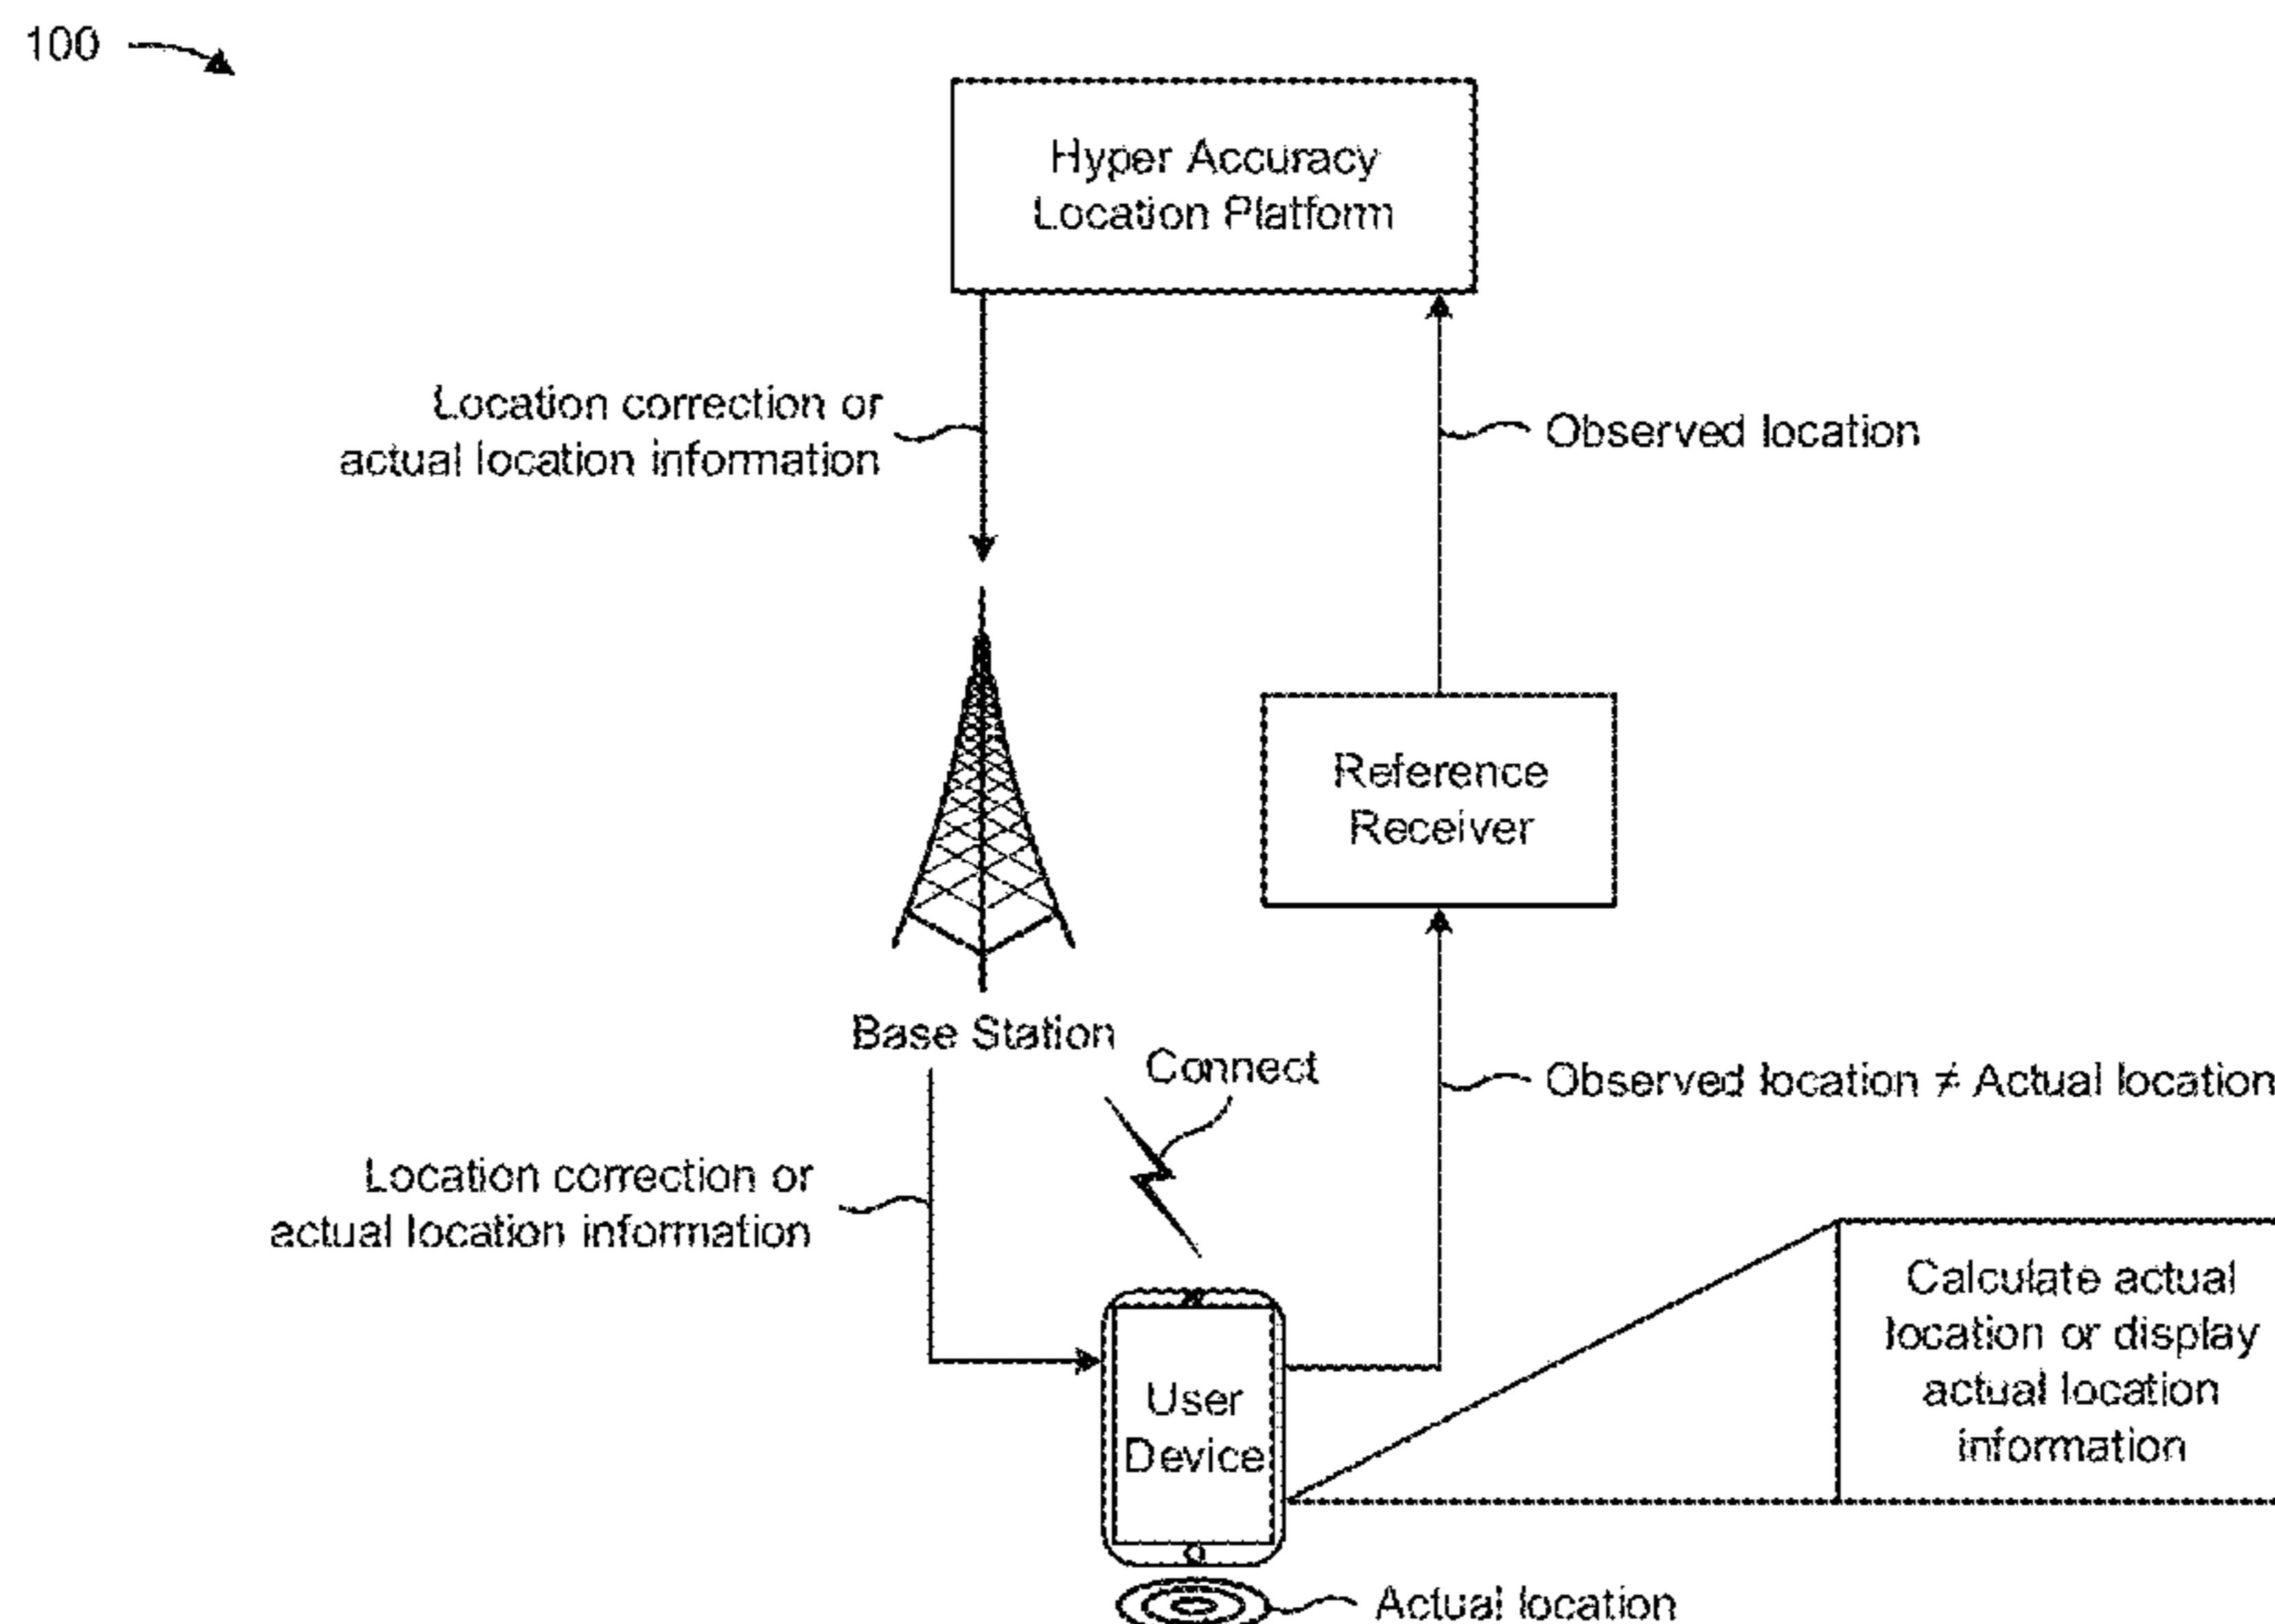 100
Hyper Accuracy
Location Platform
Location correction or
actual location information
Observed location
Reference
Receiver
Base Station
Connect
Observed location ≠ Actual location
Location correction or
actual location information
User
Device
Calculate actual
location or display
actual location
information
Actual location